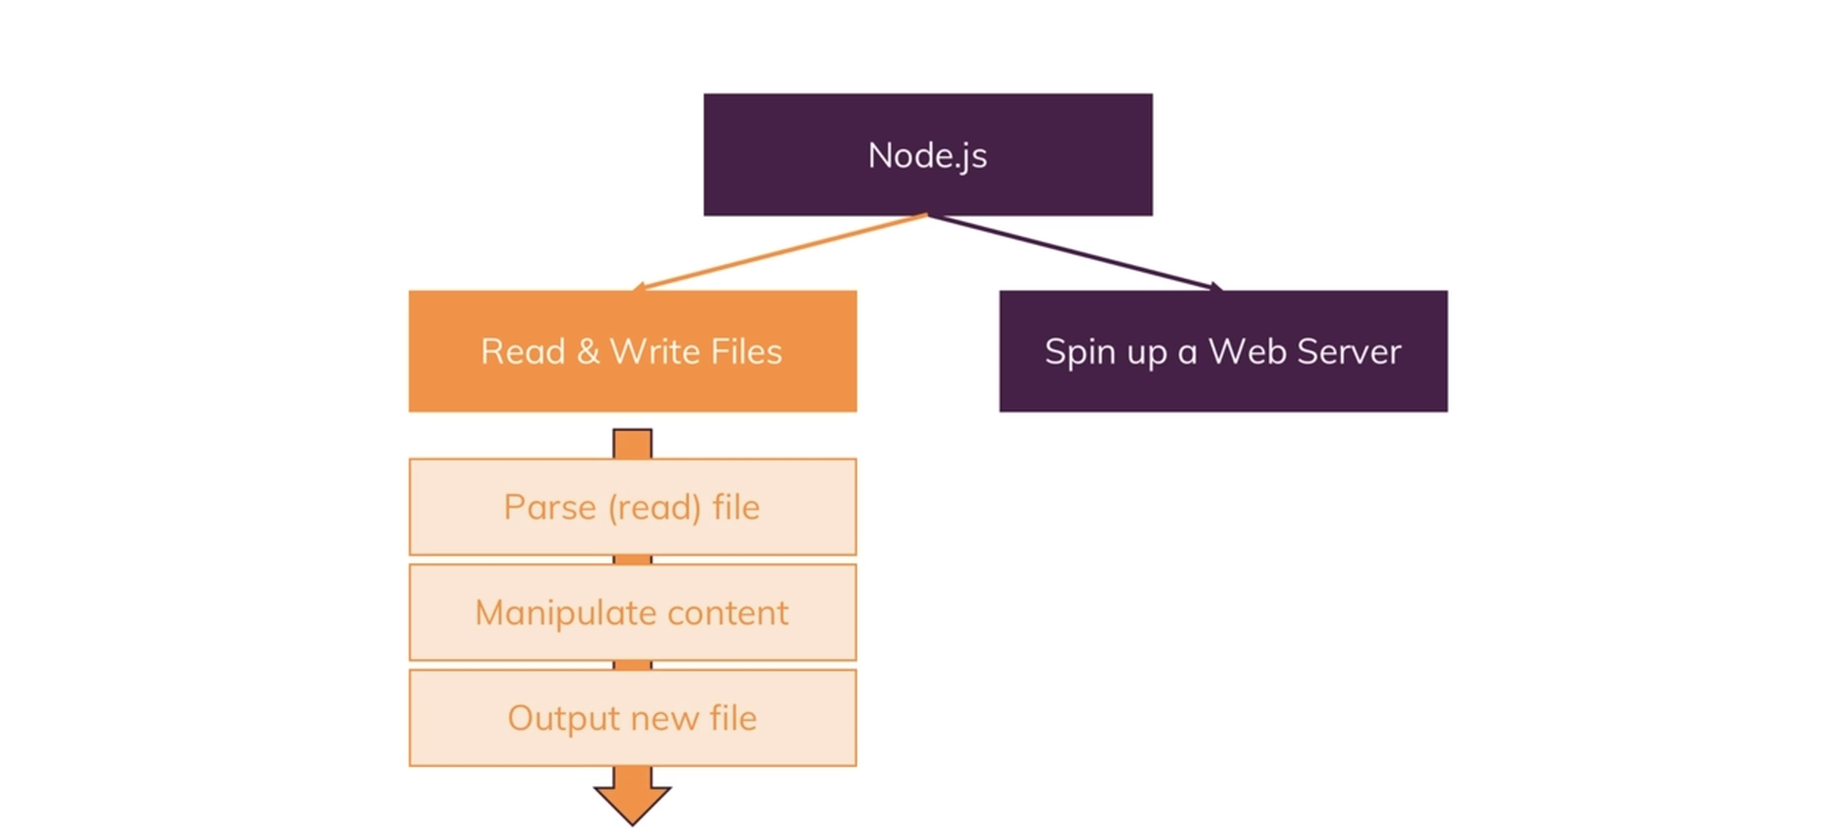 Node.js
Read & Write Files
Spin up a Web Server
Parse (read) file
Manipulate content
Output new file